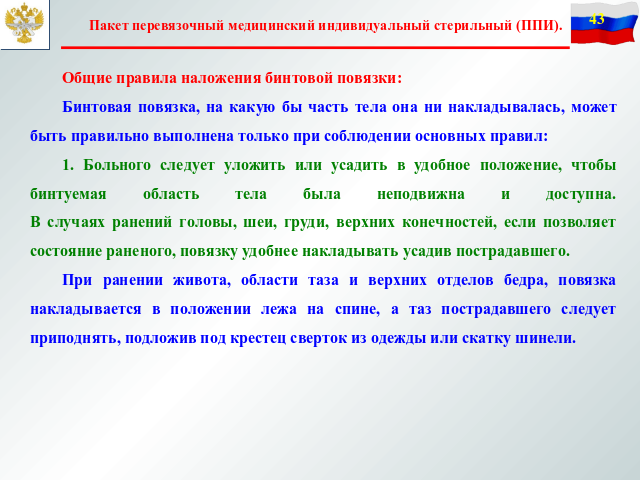 Пакет перевязочный медицинский индивидуальный стерильный (ППИ).
43
Общие правила наложения бинтовой повязки:
Бинтовая повязка, на какую бы часть тела она ни накладывалась, может
быть правильно выполнена только при соблюдении основных правил:
1. Больного следует уложить или усадить в удобное положение, чтобы
бинтуемая область тела была неподвижна и доступна.
В случаях ранений головы, шеи, груди, верхних конечностей, если позволяет
состояние раненого, повязку удобнее накладывать усадив пострадавшего.
При ранении живота, области таза и верхних отделов бедра, повязка
накладывается в положении лежа на спине, а таз пострадавшего следует
приподнять, подложив под крестец сверток из одежды или скатку шинели.